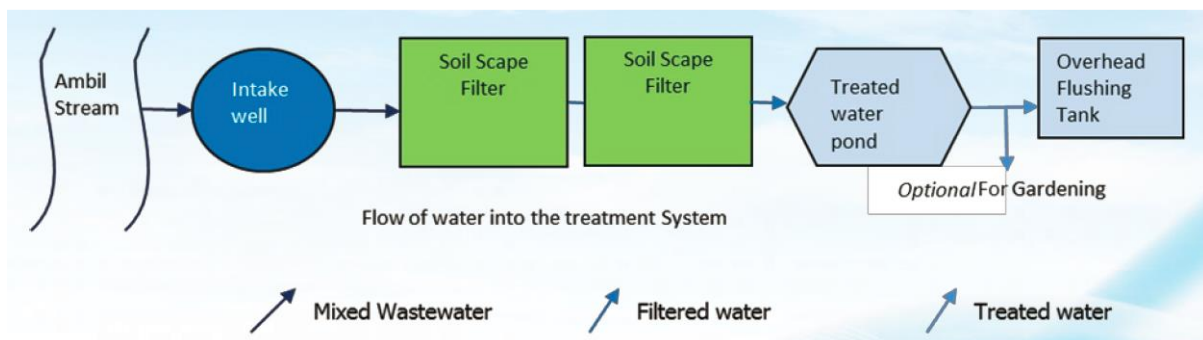 Ambil
Stream
Intake
well
Soil Scape
Filter
Soil Scape
Filter
Treated
water
pond
Overhead
Flushing
Tank
Optional For Gardening
Flow of water into the treatment System
Mixed Wastewater
Filtered water
Treated water